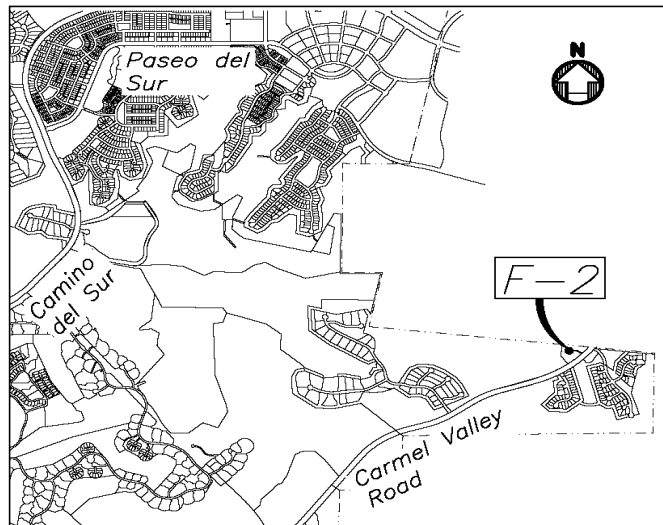 Paseo del
Sur
N
F-2
Camino
del Sur
Carmel Valley
Road